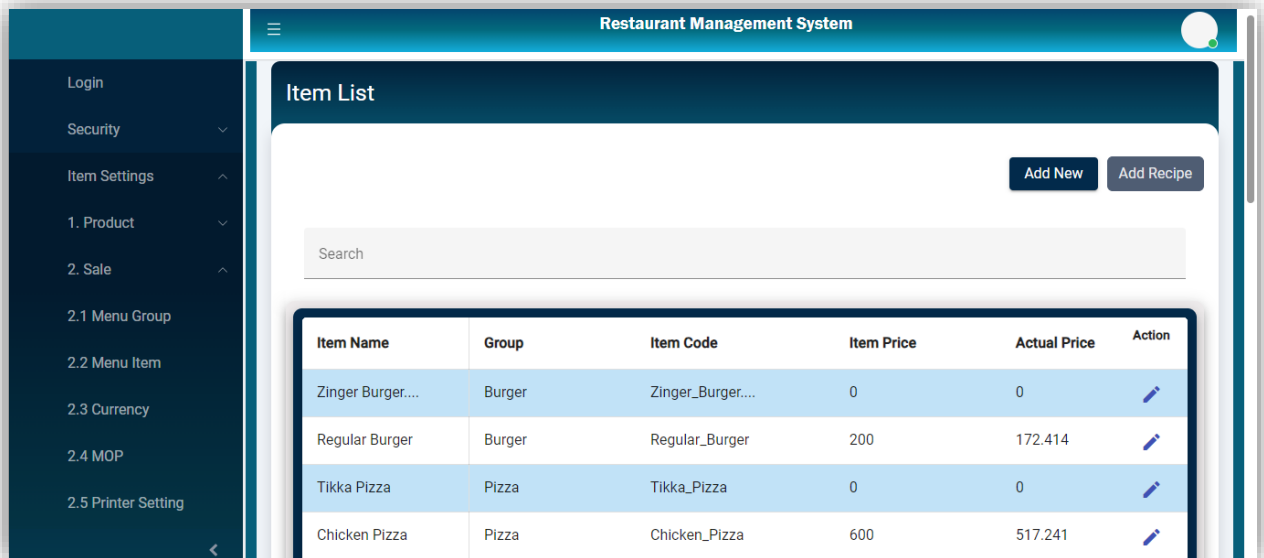 Restaurant Management System
Login
Security
Item Settings
1. Product
2. Sale
2.1 Menu Group
2.2 Menu Item
2.3 Currency
2.4 MOP
2.5 Printer Setting
Item List
Add New Add Recipe
Search
Item Name Group Item Code Item Price Actual Price Action
Zinger Burger.... Burger Zinger_Burger.... 0 0
Regular Burger Burger Regular_Burger 200 172.414
Tikka Pizza Pizza Tikka_Pizza 0 0
Chicken Pizza Pizza Chicken_Pizza 600 517.241